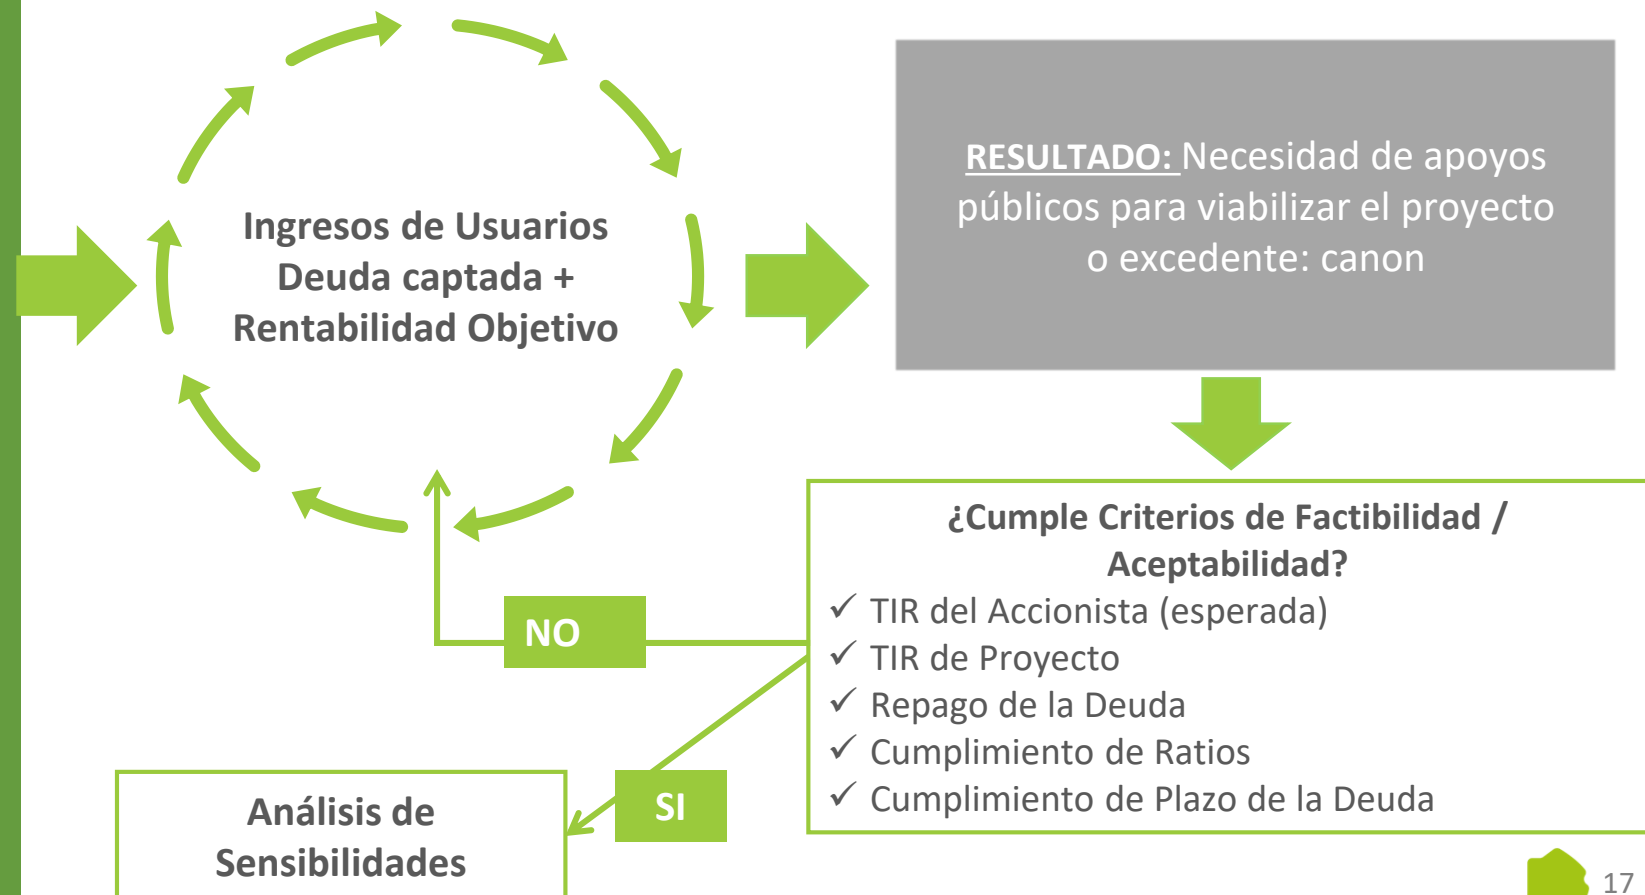 Ingresos de Usuarios
Deuda captada +
Rentabilidad Objetivo
RESULTADO: Necesidad de apoyos
públicos para viabilizar el proyecto
o excedente: canon
¿Cumple Criterios de Factibilidad /
Aceptabilidad?
✓ TIR del Accionista (esperada)
✓ TIR de Proyecto
✓ Repago de la Deuda
✓ Cumplimiento de Ratios
✓ Cumplimiento de Plazo de la Deuda
NO
SI
Análisis de
Sensibilidades
17